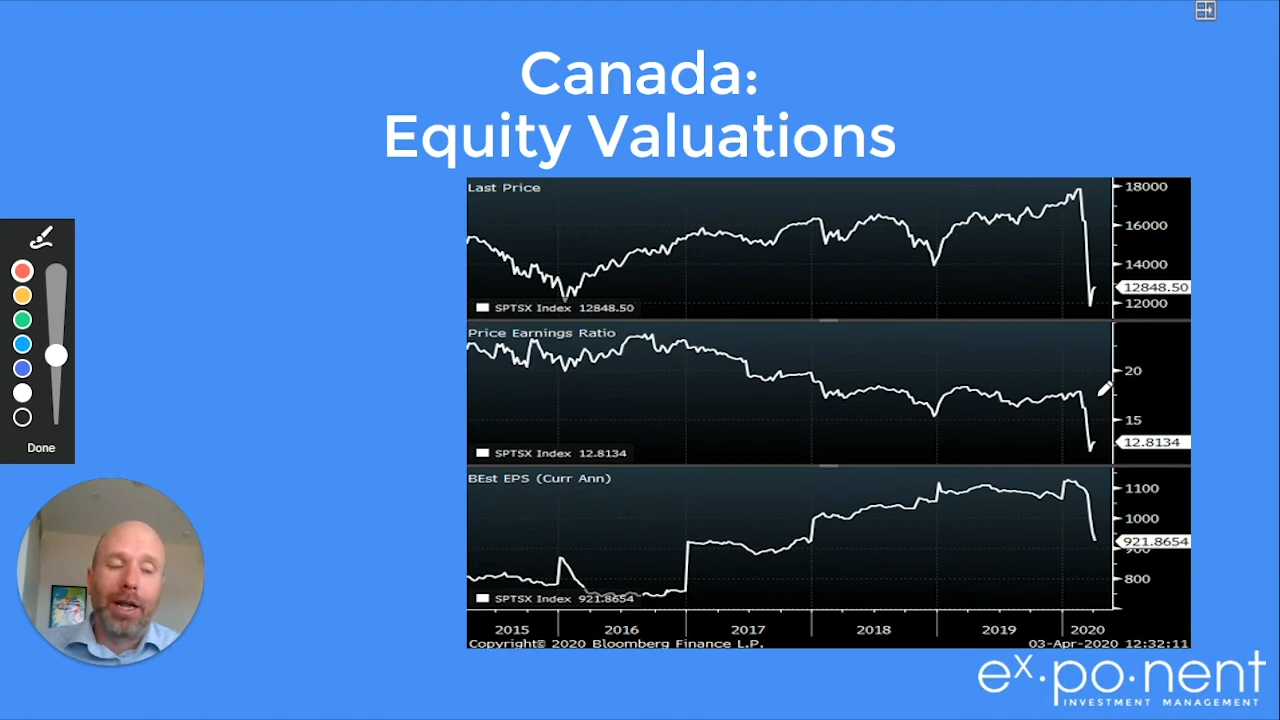 Canada:
Equity Valuations
Last Price
18000
16000
14000
12848.50
12000
SPTSX Index 12848.50
Price Earnings Ratio
20
15
12.8134
SPTSX Index 12.8134
BEst EPS (Curr Ann)
1100
1000
921.8654
900
800
SPTSX Index 921.8654
2015 2016 2017 2018 2019 2020
Copyright© 2020 Bloomberg Finance L.P. 03-Apr-2020 12:32:11
Done
ex·po·nent
INVESTMENT MANAGEMENT